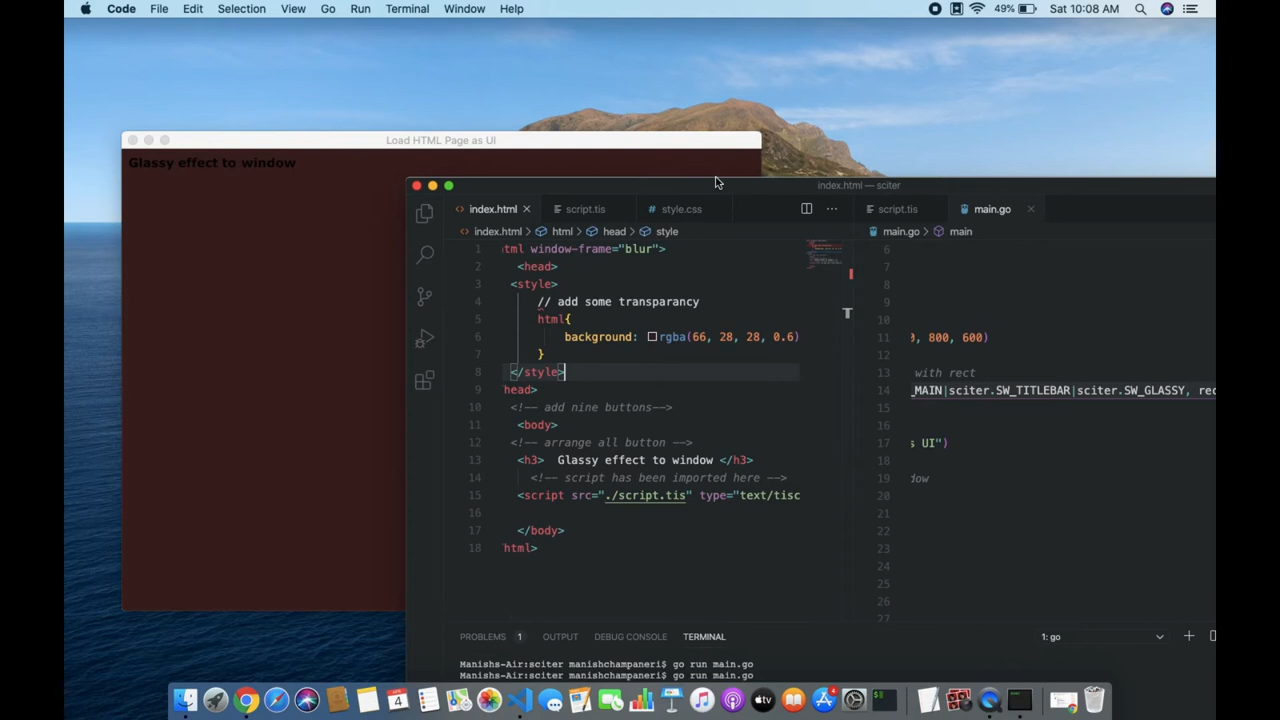 Code File Edit Selection View Go Run Terminal Window Help 49% Sat 10:08 AM
Load HTML Page as UI
Glassy effect to window
index.html — sciter
index.html script.tis style.css script.tis main.go
index.html html head style main.go main
1 tml window-frame="blur">
2 <head>
3 <style>
4 // add some transparancy
5 html{
6 background: rgba(66, 28, 28, 0.6)
7 }
8 </style>
9 head>
10 <!-- add nine buttons-->
11 <body>
12 <!-- arrange all button -->
13 <h3> Glassy effect to window </h3>
14 <!-- script has been imported here -->
15 <script src="./script.tis" type="text/tisc
16
17 </body>
18 html>
6
7
8
9
10
11 , 800, 600)
12
13 with rect
14 _MAIN|sciter.SW_TITLEBAR|sciter.SW_GLASSY, rec
15
16
17 s UI")
18
19 dow
20
21
22
23
24
25
26
27
PROBLEMS 1 OUTPUT DEBUG CONSOLE TERMINAL 1: go
Manishs-Air:sciter manishchampaneri$ go run main.go
Manishs-Air:sciter manishchampaneri$ go run main.go